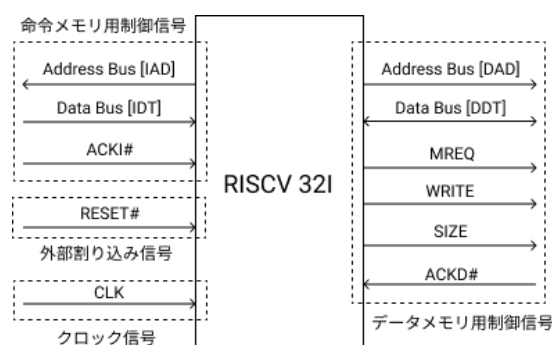 命令メモリ用制御信号
Address Bus [IAD]
Data Bus [IDT]
ACKI#
RESET#
外部割り込み信号
CLK
クロック信号
RISCV 32I
Address Bus [DAD]
Data Bus [DDT]
MREQ
WRITE
SIZE
ACKD#
データメモリ用制御信号